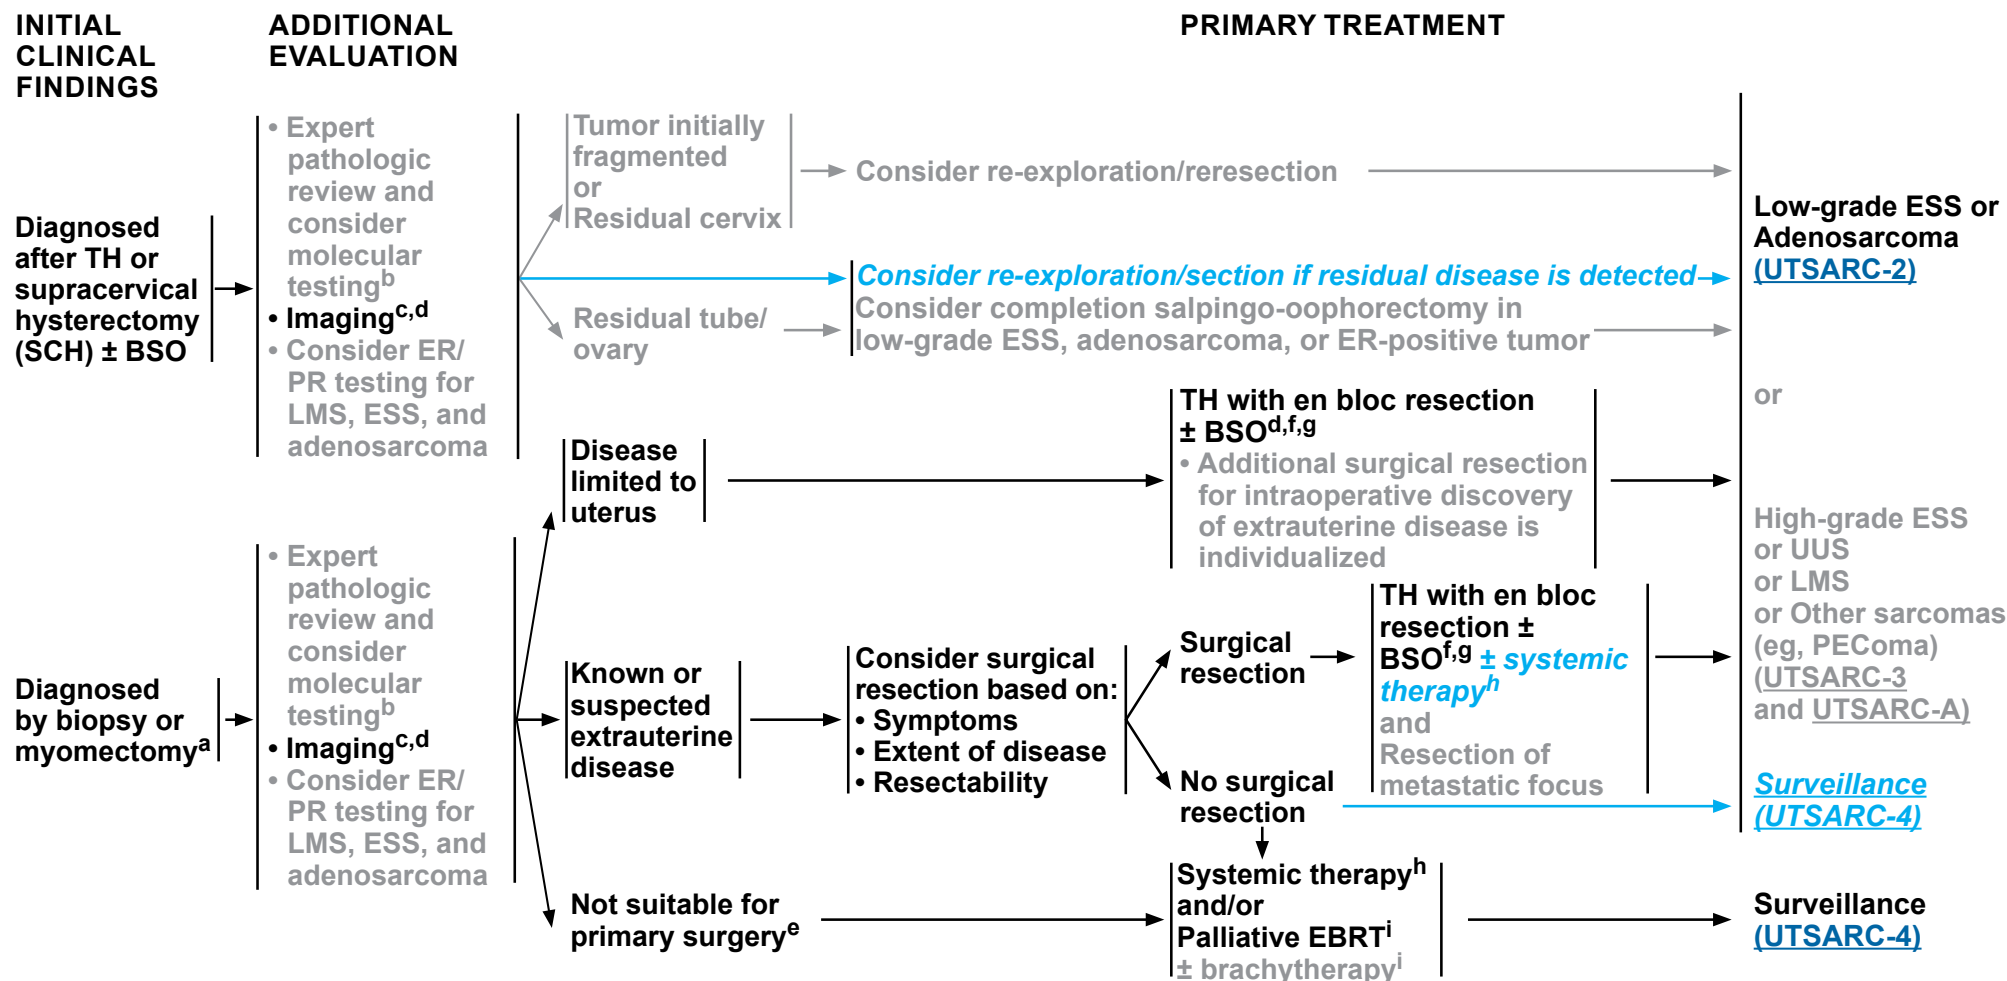 INITIAL
CLINICAL
FINDINGS
ADDITIONAL
EVALUATION
PRIMARY TREATMENT
Diagnosed
after TH or
supracervical
hysterectomy
(SCH) ± BSO
• Expert
pathologic
review and
consider
molecular
testingb
• Imagingc,d
• Consider ER/
PR testing for
LMS, ESS, and
adenosarcoma
Tumor initially
fragmented
or
Residual cervix
Consider re-exploration/reresection
Consider re-exploration/section if residual disease is detected
Residual tube/
ovary
Consider completion salpingo-oophorectomy in
low-grade ESS, adenosarcoma, or ER-positive tumor
Diagnosed
by biopsy or
myomectomya
• Expert
pathologic
review and
consider
molecular
testingb
• Imagingc,d
• Consider ER/
PR testing for
LMS, ESS, and
adenosarcoma
Disease
limited to
uterus
TH with en bloc resection
± BSOd,f,g
• Additional surgical resection
for intraoperative discovery
of extrauterine disease is
individualized
Known or
suspected
extrauterine
disease
Consider surgical
resection based on:
• Symptoms
• Extent of disease
• Resectability
Surgical
resection
TH with en bloc
resection ±
BSOf,g ± systemic
therapyh
and
Resection of
metastatic focus
No surgical
resection
Not suitable for
primary surgerye
Systemic therapyh
and/or
Palliative EBRTi
± brachytherapyi
Low-grade ESS or
Adenosarcoma
(UTSARC-2)
or
High-grade ESS
or UUS
or LMS
or Other sarcomas
(eg, PEComa)
(UTSARC-3
and UTSARC-A)
Surveillance
(UTSARC-4)
Surveillance
(UTSARC-4)